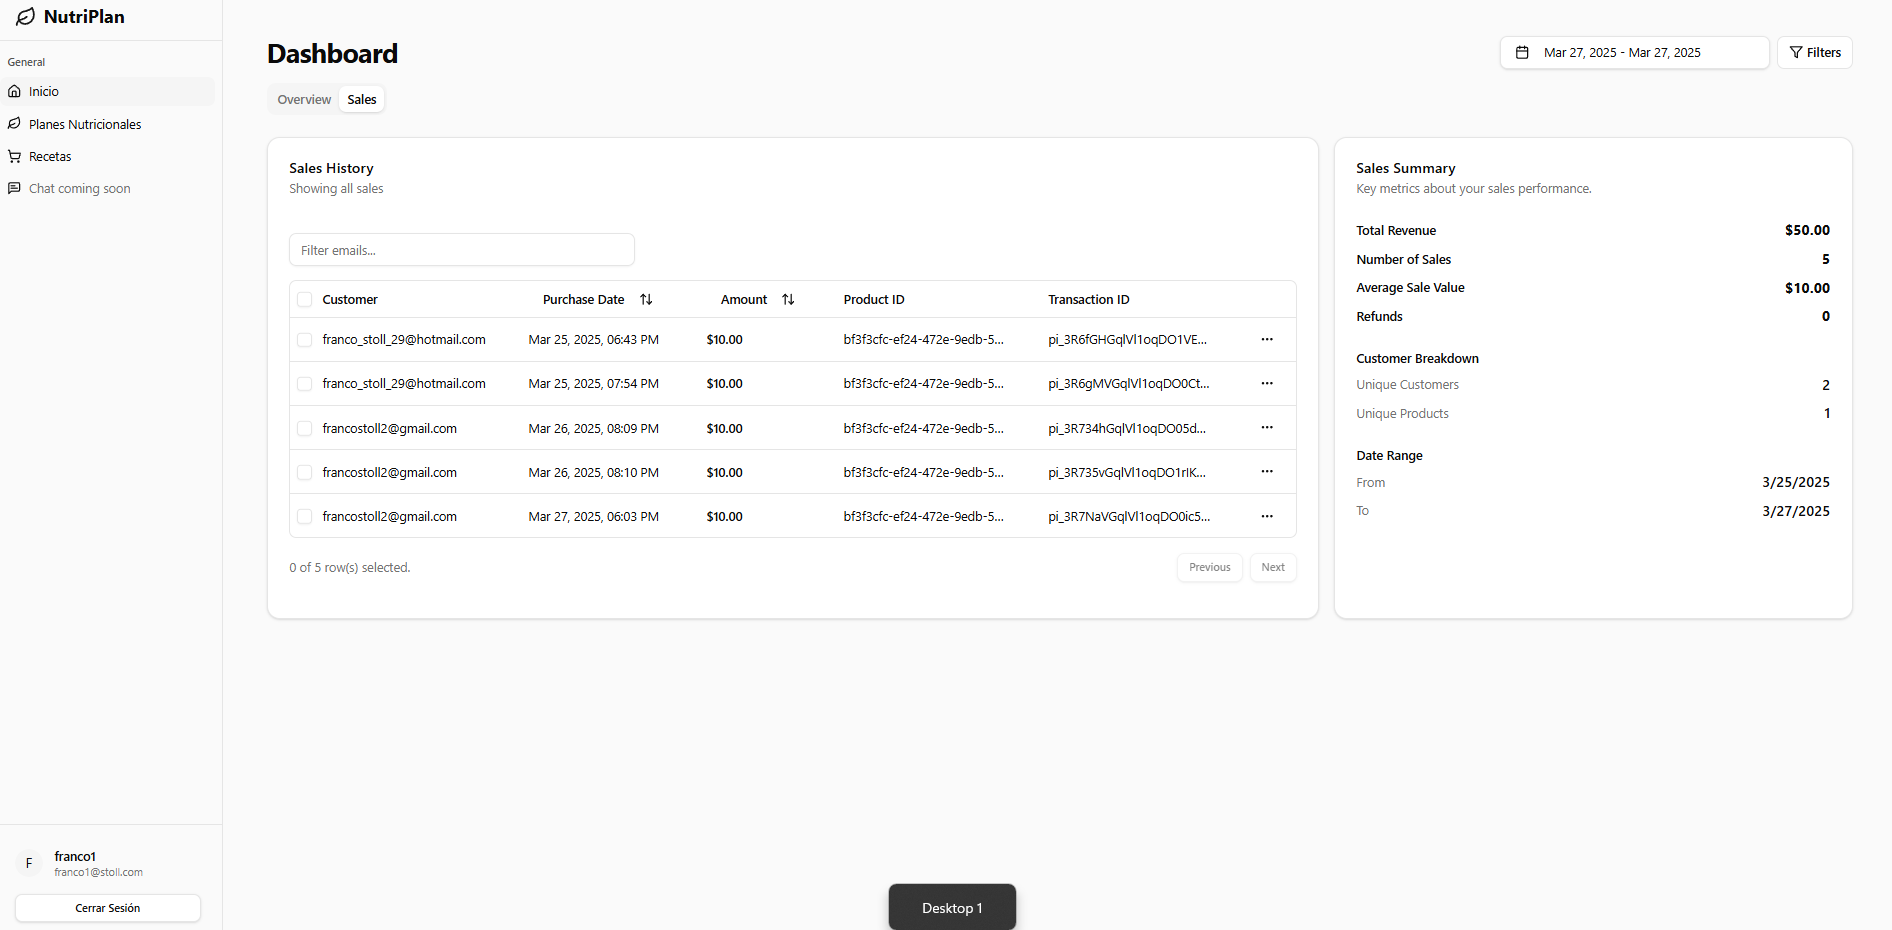 NutriPlan
General
Inicio
Planes Nutricionales
Recetas
Chat coming soon
Dashboard
Mar 27, 2025 - Mar 27, 2025
Filters
Overview Sales
Sales History
Showing all sales
Filter emails...
Customer Purchase Date Amount Product ID Transaction ID
franco_stoll_29@hotmail.com Mar 25, 2025, 06:43 PM $10.00 bf3f3cfc-ef24-472e-9edb-5... pi_3R6fGHGqlVl1oqDO1VE... ...
franco_stoll_29@hotmail.com Mar 25, 2025, 07:54 PM $10.00 bf3f3cfc-ef24-472e-9edb-5... pi_3R6gMVGqlVl1oqDO0Ct... ...
francostoll2@gmail.com Mar 26, 2025, 08:09 PM $10.00 bf3f3cfc-ef24-472e-9edb-5... pi_3R734hGqlVl1oqDO05d... ...
francostoll2@gmail.com Mar 26, 2025, 08:10 PM $10.00 bf3f3cfc-ef24-472e-9edb-5... pi_3R735vGqlVl1oqDO1rIK... ...
francostoll2@gmail.com Mar 27, 2025, 06:03 PM $10.00 bf3f3cfc-ef24-472e-9edb-5... pi_3R7NaVGqlVl1oqDO0ic5... ...
0 of 5 row(s) selected.
Previous Next
Sales Summary
Key metrics about your sales performance.
Total Revenue $50.00
Number of Sales 5
Average Sale Value $10.00
Refunds 0
Customer Breakdown
Unique Customers 2
Unique Products 1
Date Range
From 3/25/2025
To 3/27/2025
F
franco1
franco1@stoll.com
Cerrar Sesión
Desktop 1